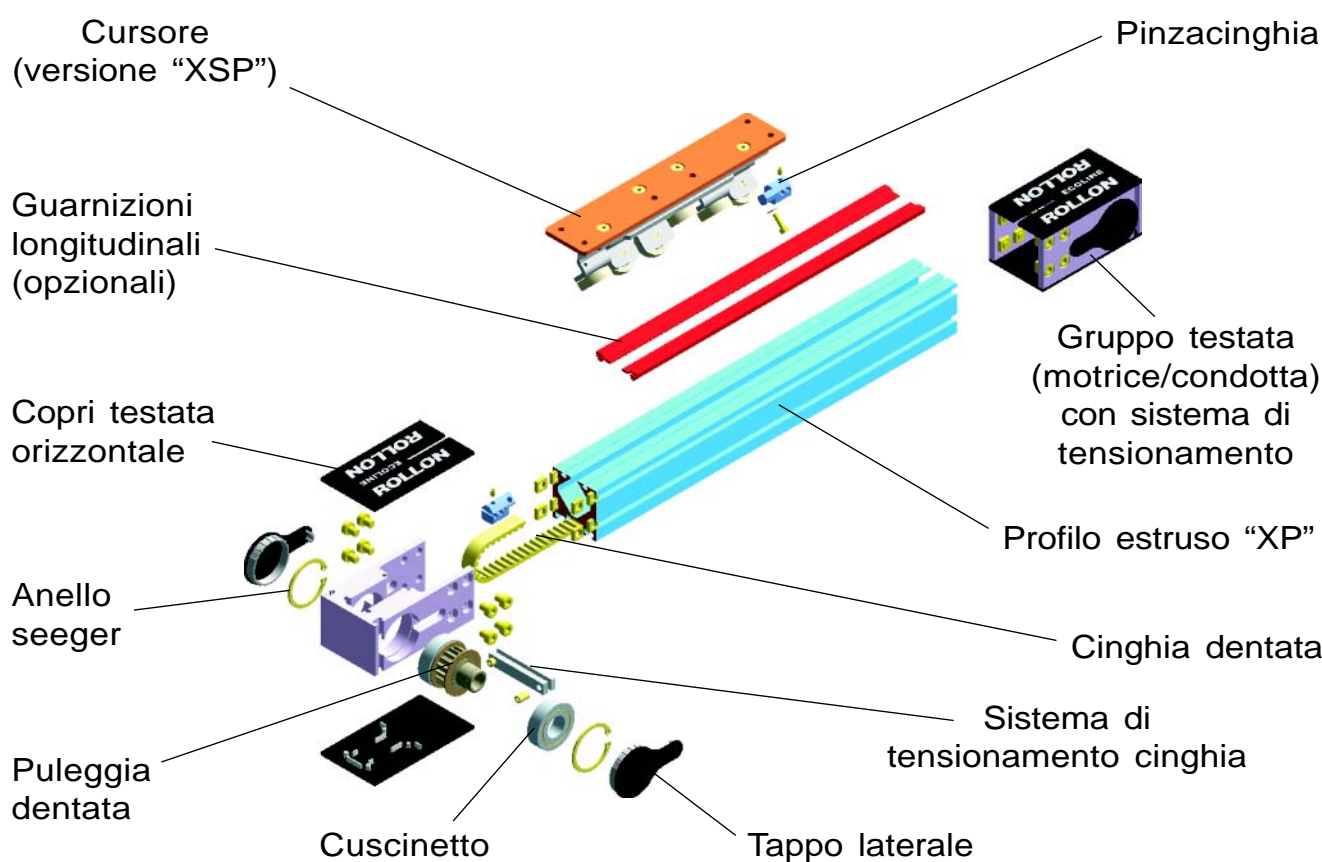 Cursore
(versione “XSP”)
Pinzacinghia
Guarnizioni
longitudinali
(opzionali)
ROLLON
ECOLINE
ROLLON
Gruppo testata
(motrice/condotta)
con sistema di
tensionamento
Copri testata
orizzontale
ROLLON
ECOLINE
ROLLON
Profilo estruso “XP”
Anello
seeger
Cinghia dentata
Sistema di
tensionamento cinghia
Puleggia
dentata
Cuscinetto
Tappo laterale